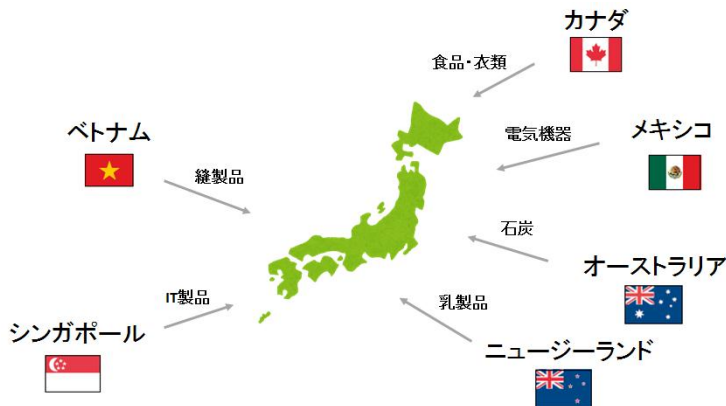 カナダ
食品・衣類
ベトナム
電気機器
メキシコ
縫製品
石炭
オーストラリア
IT製品
乳製品
シンガポール
ニュージーランド